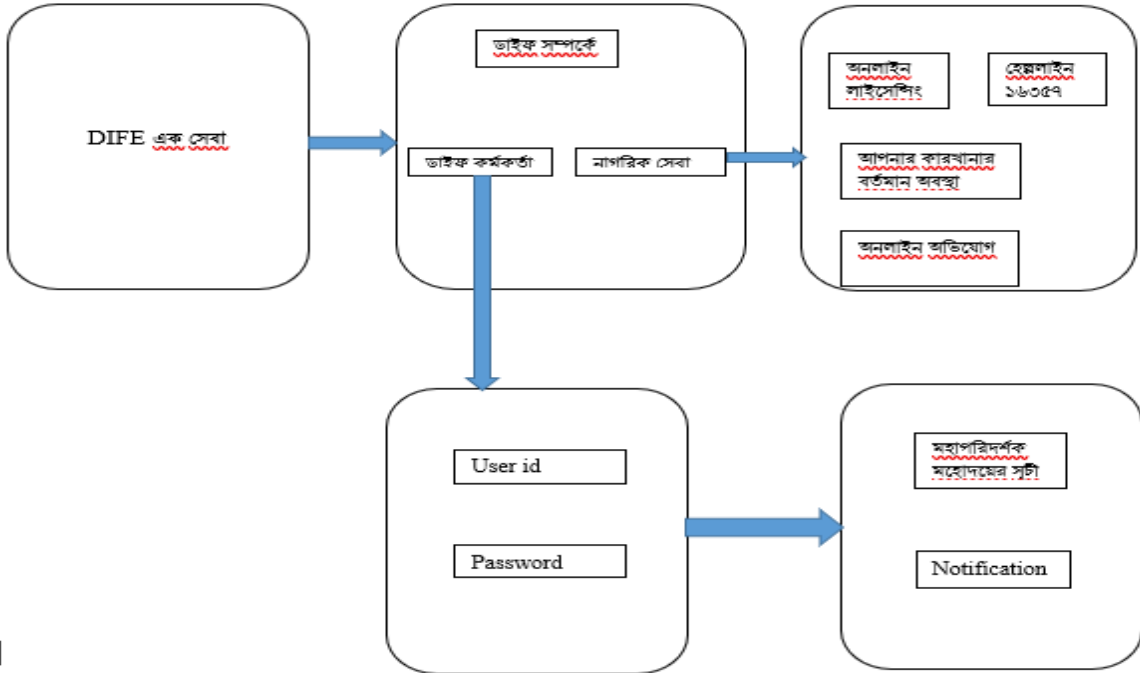 DIFE এক সেবা
ডাইফ সম্পর্কে
ডাইফ কর্মকর্তা
নাগরিক সেবা
অনলাইন
লাইসেন্সিং
হেল্পলাইন
১৬৩৫৭
আপনার কারখানার
বর্তমান অবস্থা
অনলাইন অভিযোগ
User id
Password
মহাপরিদর্শক
মহোদয়ের সূচী
Notification